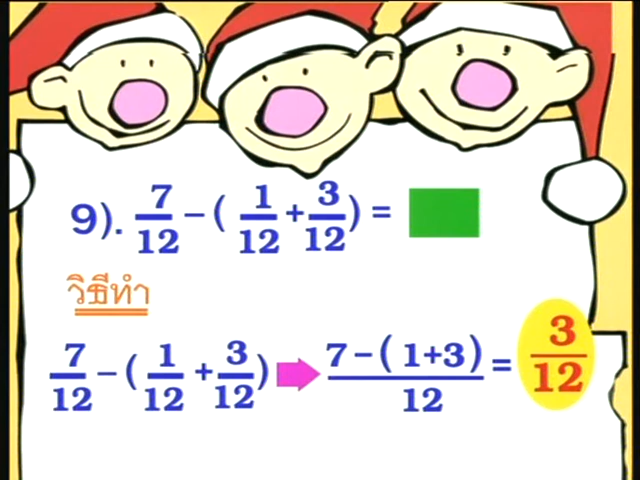 9). 7/12 - ( 1/12 + 3/12 ) =
วิธีทำ
7/12 - ( 1/12 + 3/12 ) ➡ 7 - ( 1+3 ) / 12 = 3/12